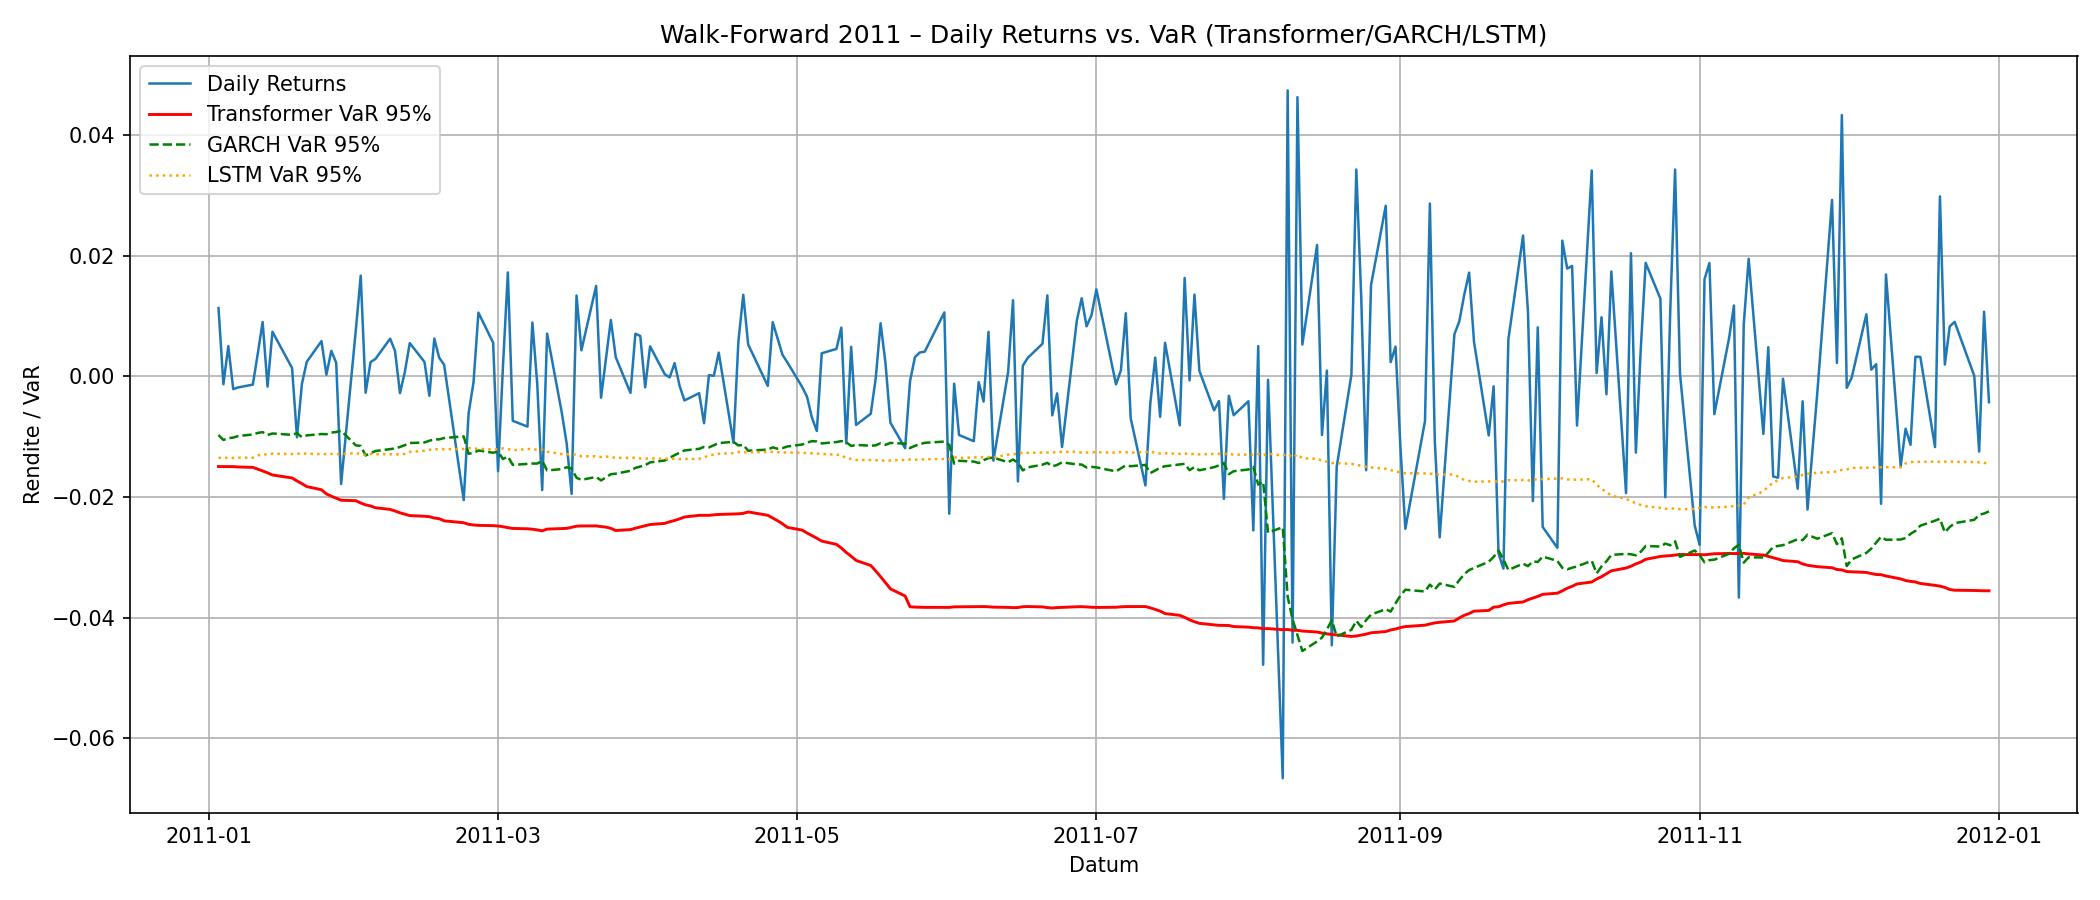 Walk-Forward 2011 – Daily Returns vs. VaR (Transformer/GARCH/LSTM)
Daily Returns
Transformer VaR 95%
GARCH VaR 95%
LSTM VaR 95%
0.04
0.02
0.00
−0.02
−0.04
−0.06
Rendite / VaR
2011-01
2011-03
2011-05
2011-07
2011-09
2011-11
2012-01
Datum